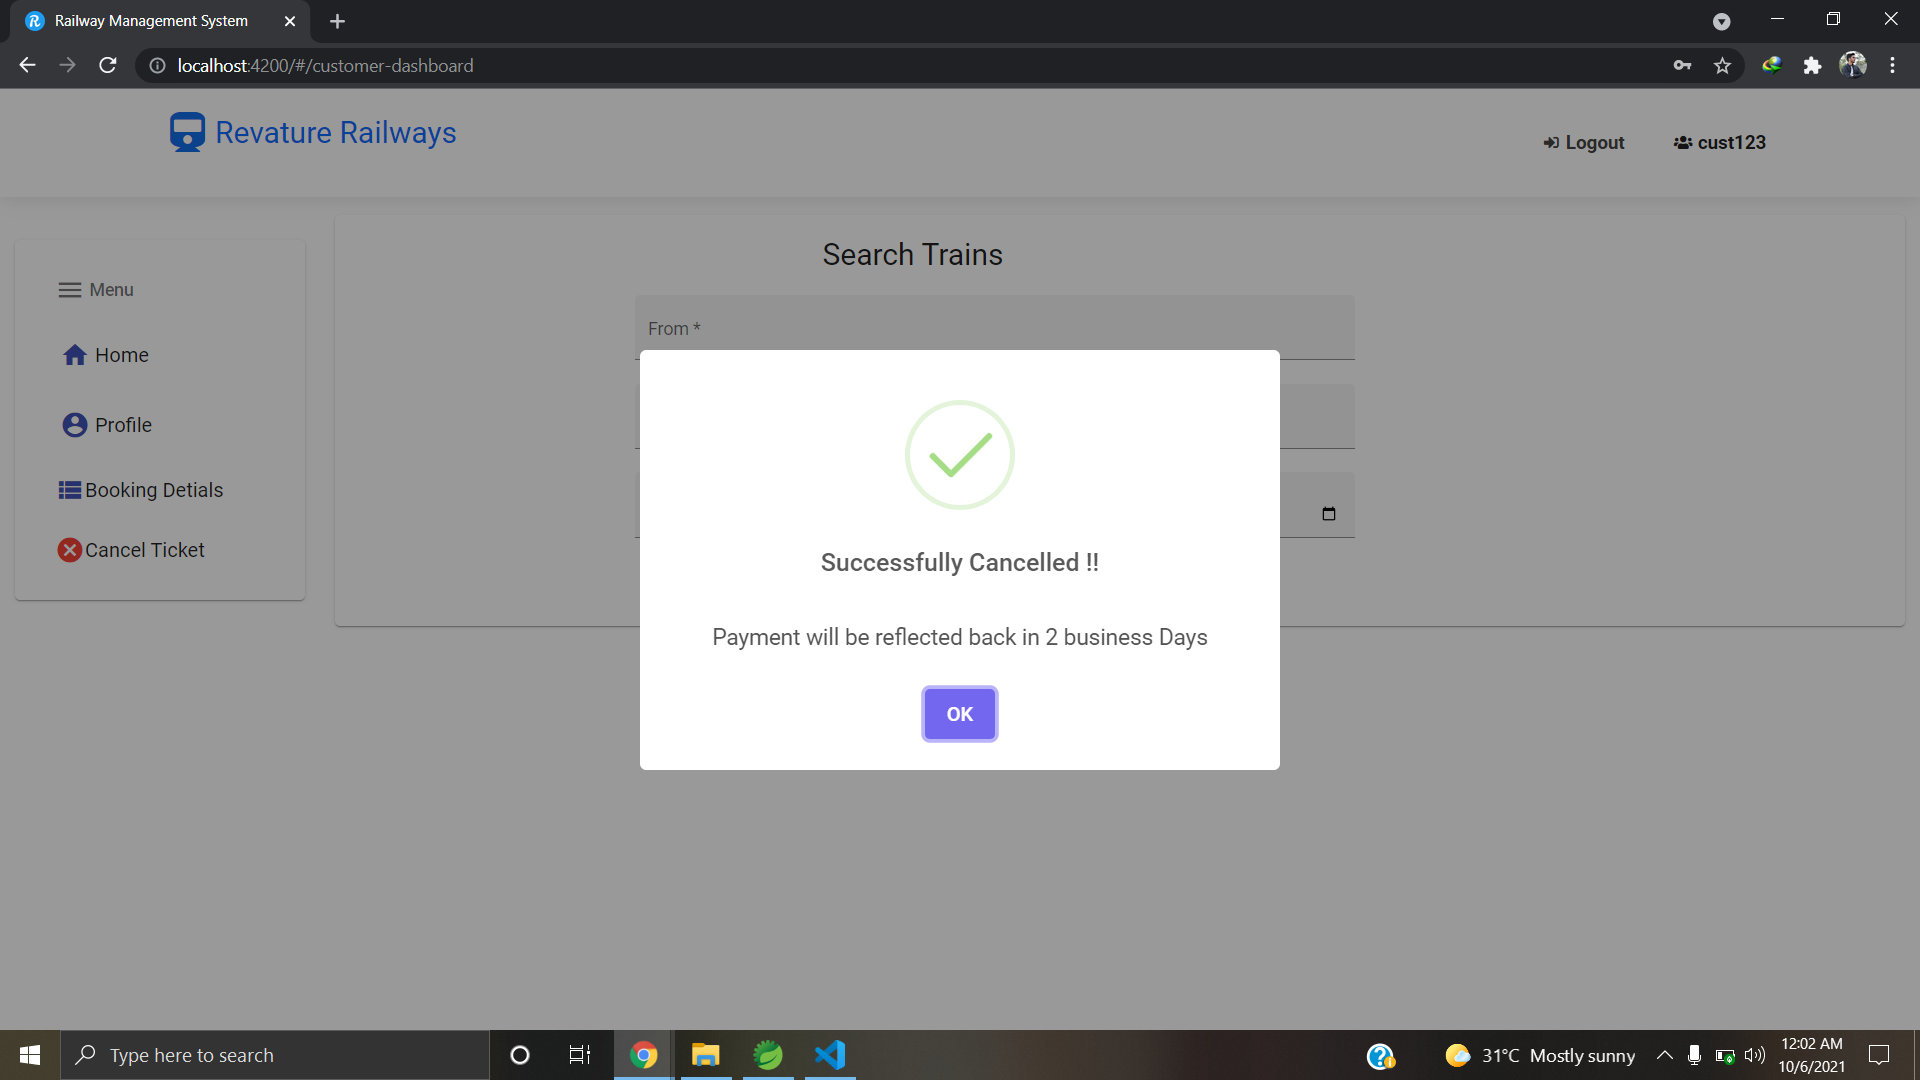 Railway Management System
localhost:4200/#/customer-dashboard
Revature Railways
Logout
cust123
Menu
Home
Profile
Booking Detials
Cancel Ticket
Search Trains
From *
Successfully Cancelled !!
Payment will be reflected back in 2 business Days
OK
Type here to search
31°C Mostly sunny
12:02 AM
10/6/2021